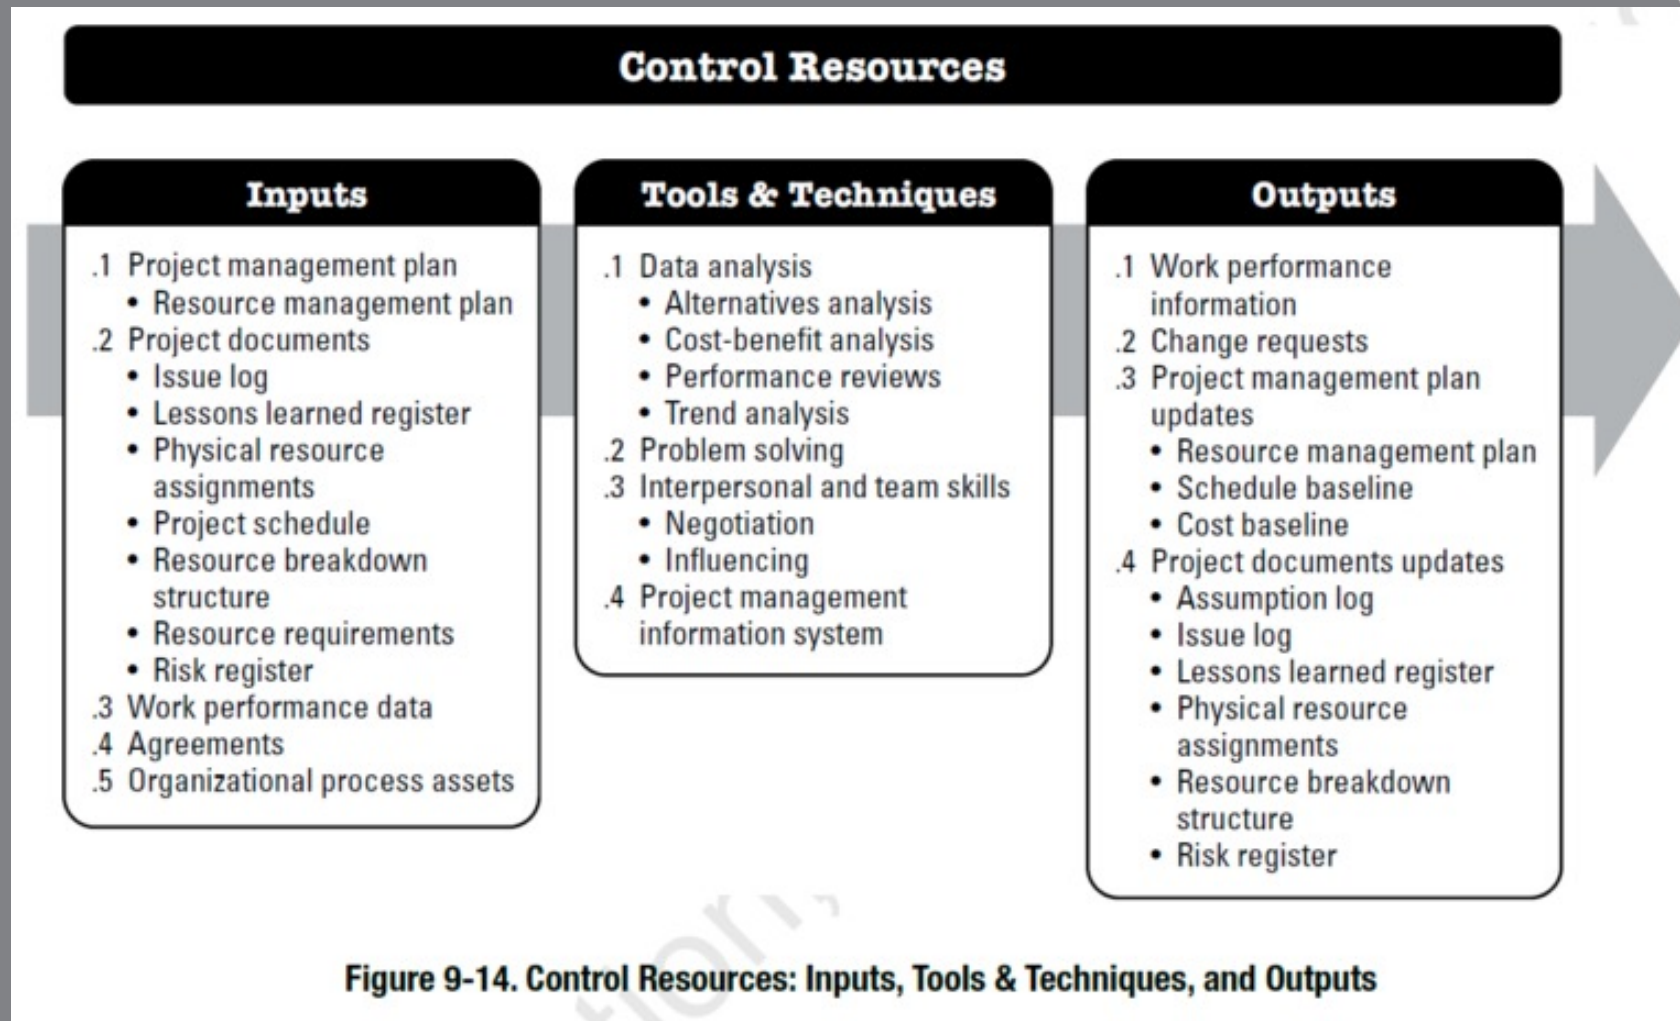 Control Resources
Inputs
.1 Project management plan
• Resource management plan
.2 Project documents
• Issue log
• Lessons learned register
• Physical resource
assignments
• Project schedule
• Resource breakdown
structure
• Resource requirements
• Risk register
.3 Work performance data
.4 Agreements
.5 Organizational process assets
Tools & Techniques
.1 Data analysis
• Alternatives analysis
• Cost-benefit analysis
• Performance reviews
• Trend analysis
.2 Problem solving
.3 Interpersonal and team skills
• Negotiation
• Influencing
.4 Project management
information system
Outputs
.1 Work performance
information
.2 Change requests
.3 Project management plan
updates
• Resource management plan
• Schedule baseline
• Cost baseline
.4 Project documents updates
• Assumption log
• Issue log
• Lessons learned register
• Physical resource
assignments
• Resource breakdown
structure
• Risk register
Figure 9-14. Control Resources: Inputs, Tools & Techniques, and Outputs